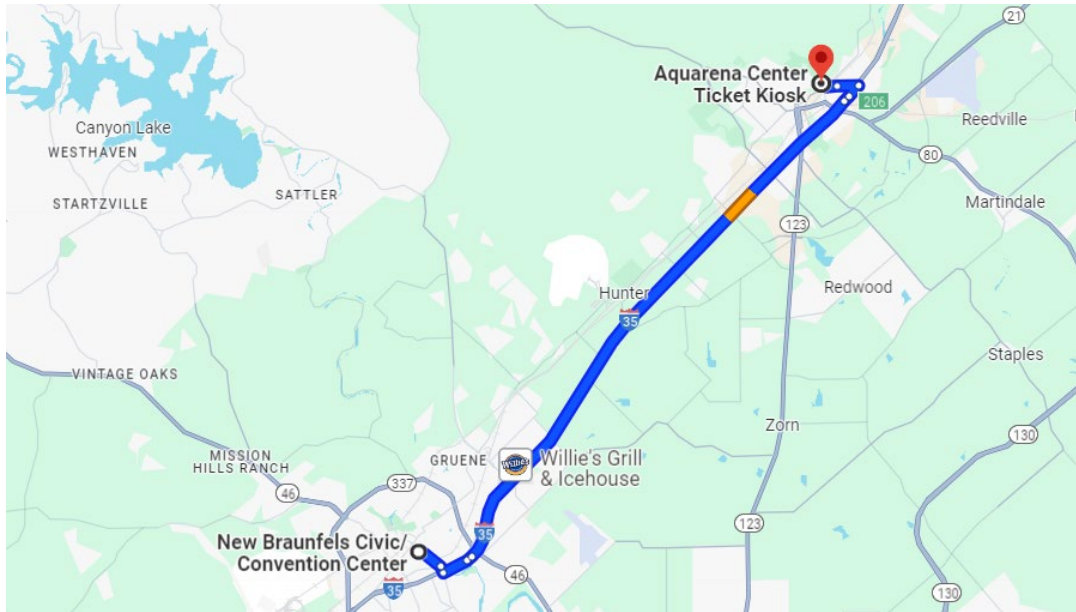 21
Aquarena Center
Ticket Kiosk
206
Reedville
Canyon Lake
WESTHAVEN
80
SATTLER
STARTZVILLE
Martindale
123
Redwood
Hunter
35
Staples
VINTAGE OAKS
Zorn
130
MISSION
HILLS RANCH
GRUENE
Willie's
Willie's Grill
& Icehouse
46
337
123
35
New Braunfels Civic/
Convention Center
46
35
130